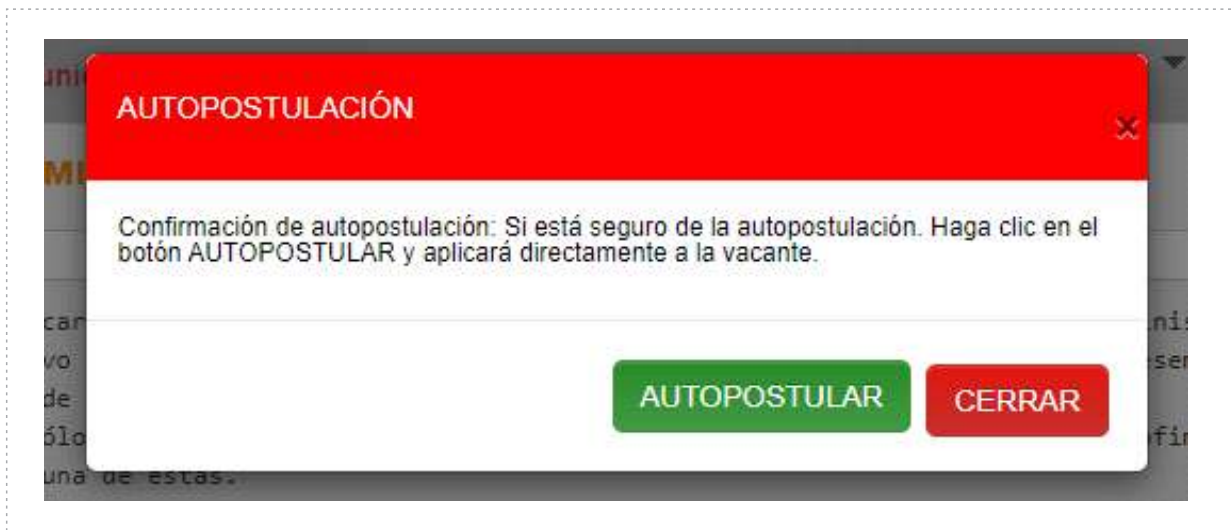 AUTOPOSTULACIÓN
Confirmación de autopostulación: Si está seguro de la autopostulación. Haga clic en el
botón AUTOPOSTULAR y aplicará directamente a la vacante.
AUTOPOSTULAR
CERRAR
de
una de estas.